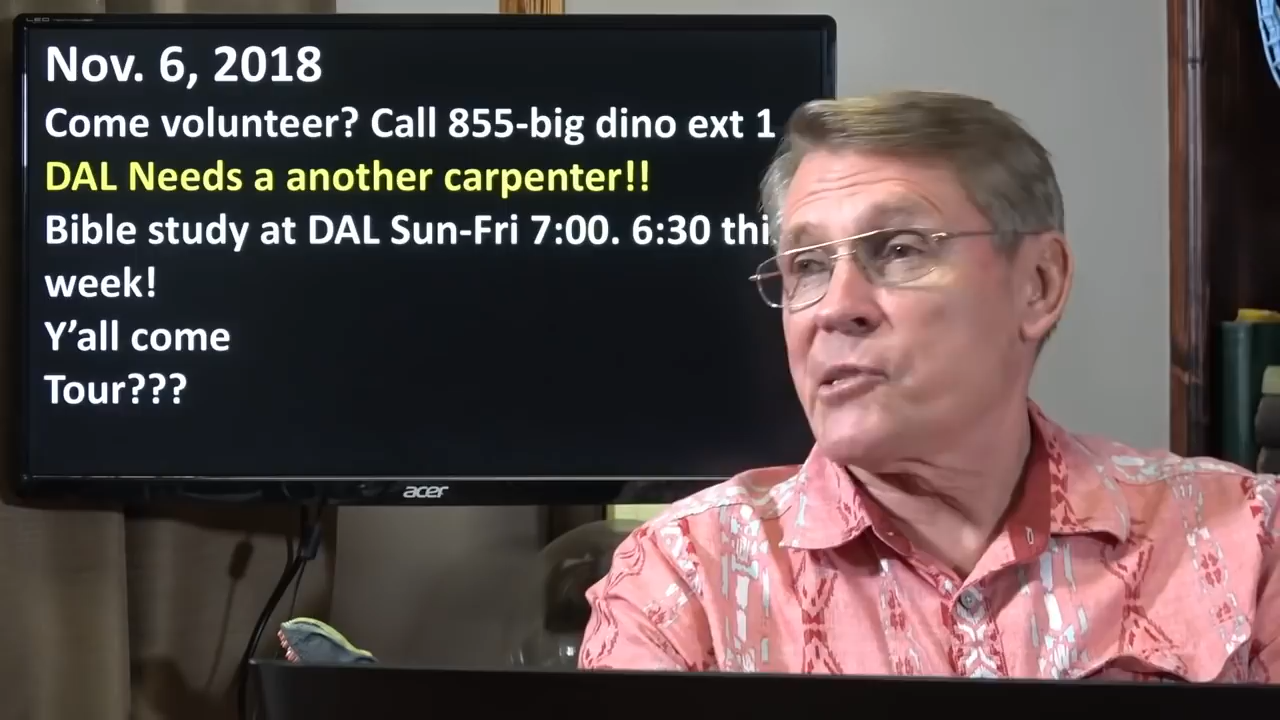 Nov. 6, 2018
Come volunteer? Call 855-big dino ext 1
DAL Needs a another carpenter!!
Bible study at DAL Sun-Fri 7:00. 6:30
week!
Y’all come
Tour???
acer